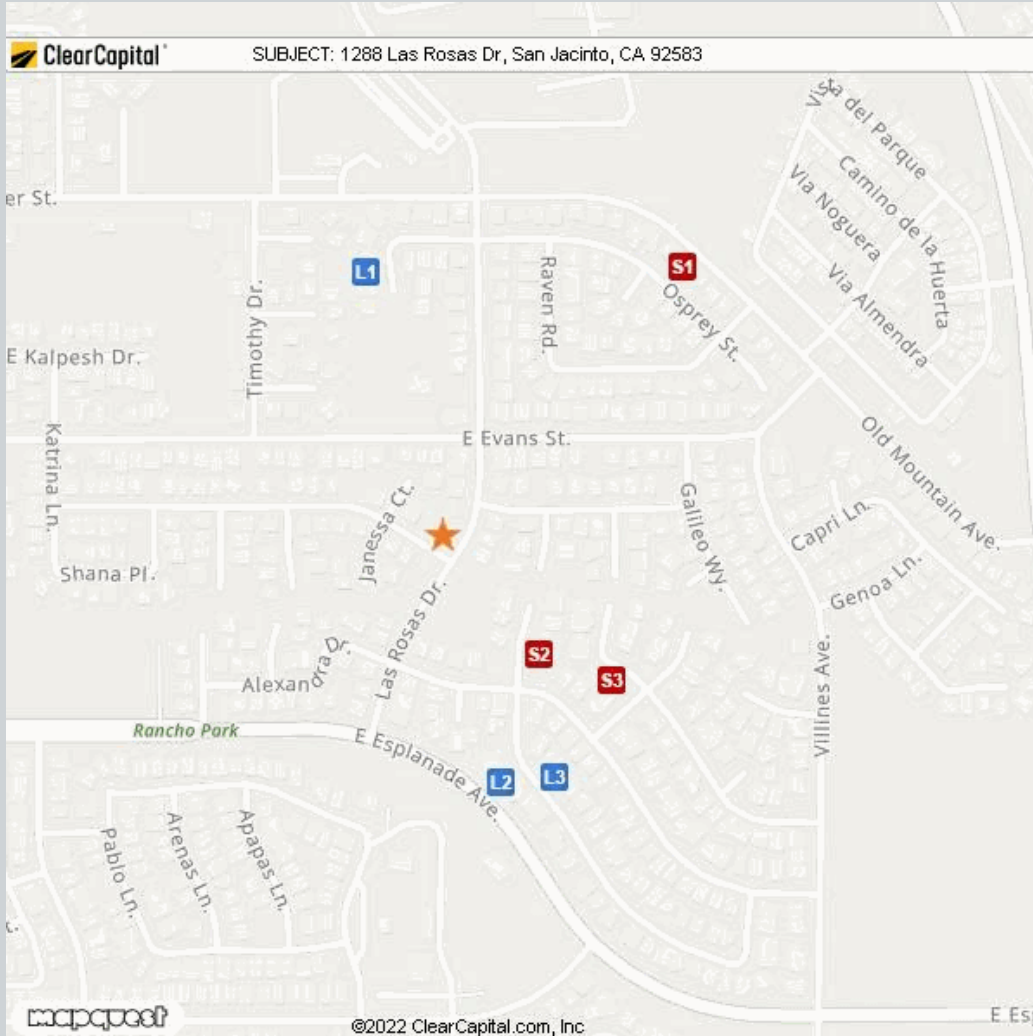 ClearCapital
SUBJECT: 1288 Las Rosas Dr, San Jacinto, CA 92583
Vista del Parque
Camino de la Huerta
Via Noguera
Via Almendra
er St.
L1
S1
Timothy Dr.
Raven Rd.
Osprey St.
E Kalpesh Dr.
E Evans St.
Katrina Ln.
Old Mountain Ave.
Janessa Ct.
Galileo Wy.
Capri Ln.
Shana Pl.
Genoa Ln.
Las Rosas Dr.
Alexandra Dr.
S2
S3
Villines Ave.
Rancho Park
E Esplanade Ave.
L2
L3
Pablo Ln.
Arenas Ln.
Apapas Ln.
c.
mapquest
©2022 ClearCapital.com, Inc
E Es